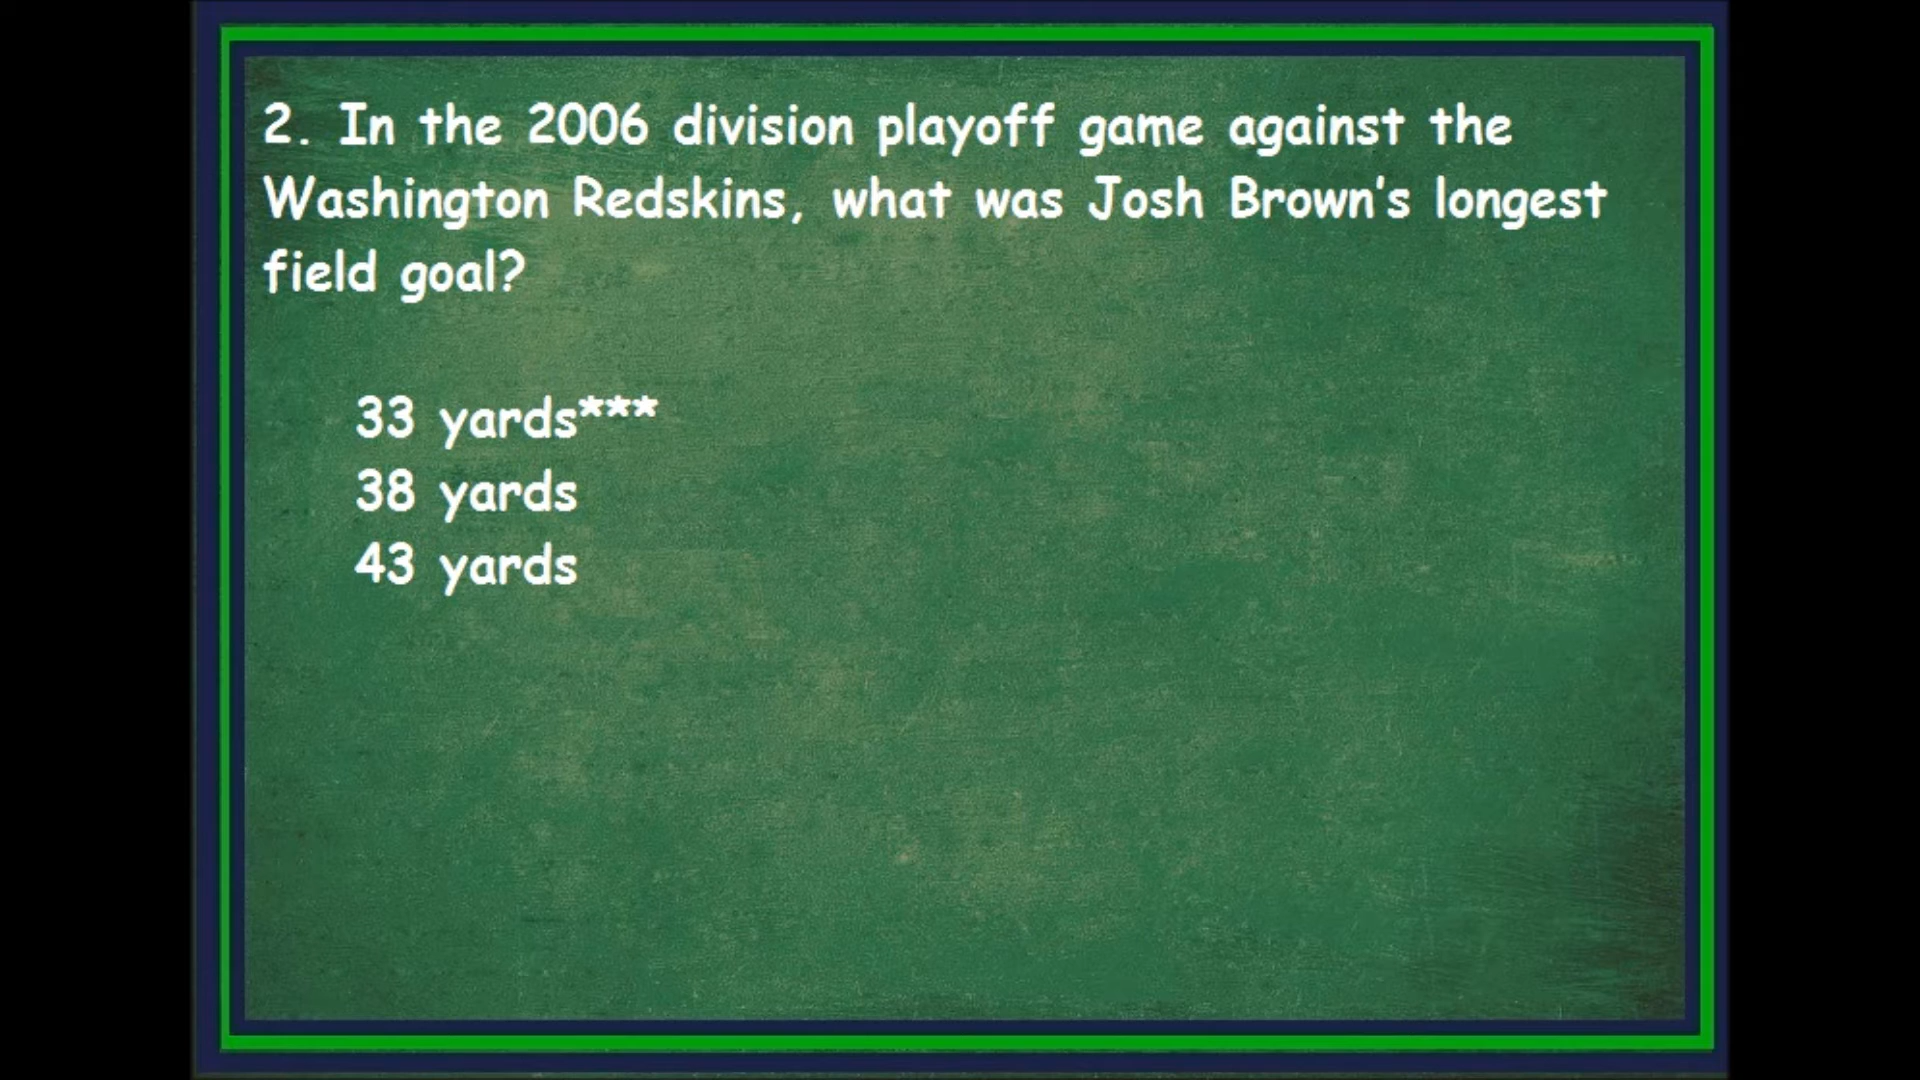 2. In the 2006 division playoff game against the
Washington Redskins, what was Josh Brown's longest
field goal?
33 yards***
38 yards
43 yards